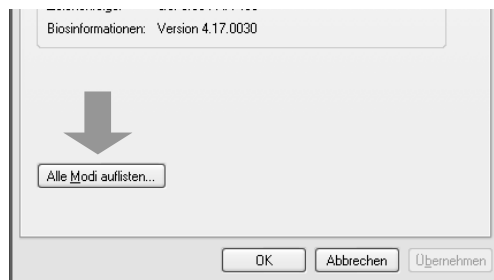 Biosinformationen: Version 4.17.0030
Alle Modi auflisten...
OK Abbrechen Übernehmen